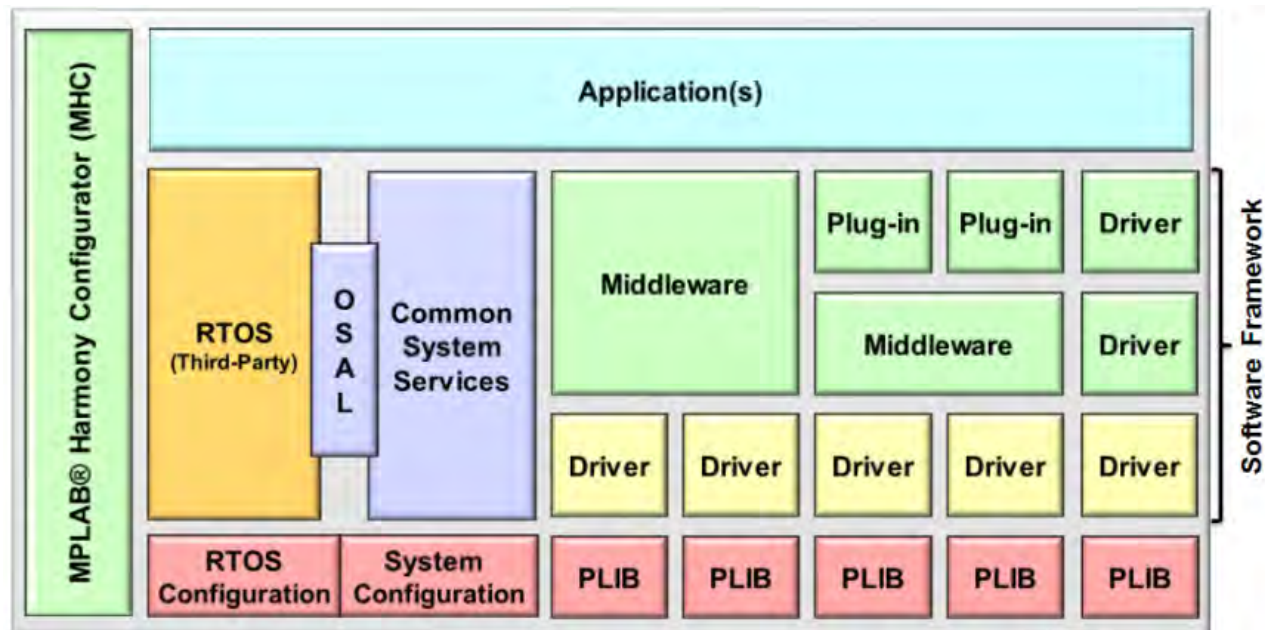 MPLAB® Harmony Configurator (MHC)
Application(s)
RTOS
(Third-Party)
O
S
A
L
Common
System
Services
Middleware
Plug-in
Plug-in
Driver
Middleware
Driver
Driver
Driver
Driver
Driver
Driver
RTOS
Configuration
System
Configuration
PLIB
PLIB
PLIB
PLIB
PLIB
Software Framework